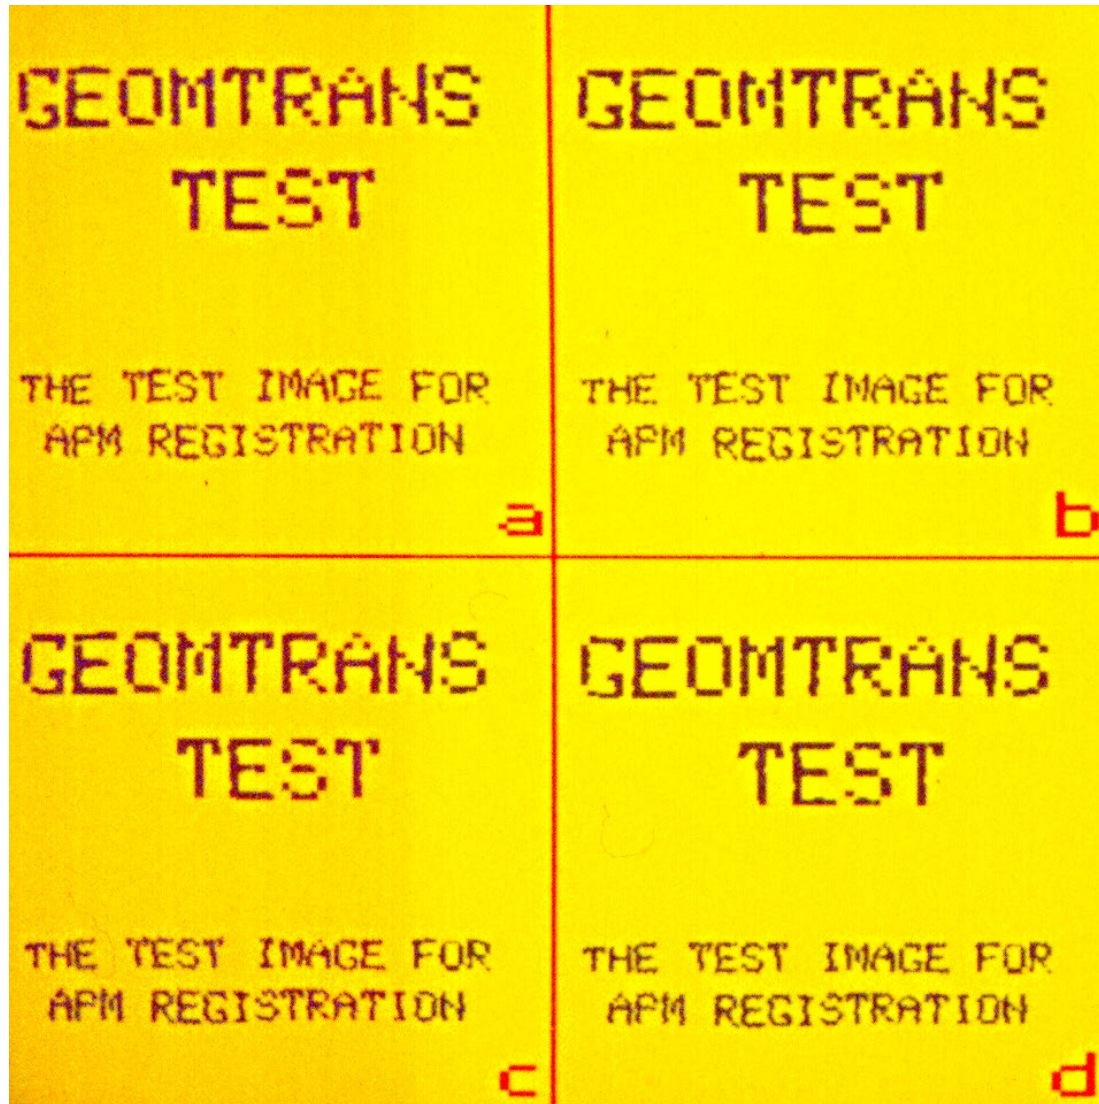 GEOMTRANS
TEST
THE TEST IMAGE FOR
APM REGISTRATION
a
GEOMTRANS
TEST
THE TEST IMAGE FOR
APM REGISTRATION
b
GEOMTRANS
TEST
THE TEST IMAGE FOR
APM REGISTRATION
c
GEOMTRANS
TEST
THE TEST IMAGE FOR
APM REGISTRATION
d